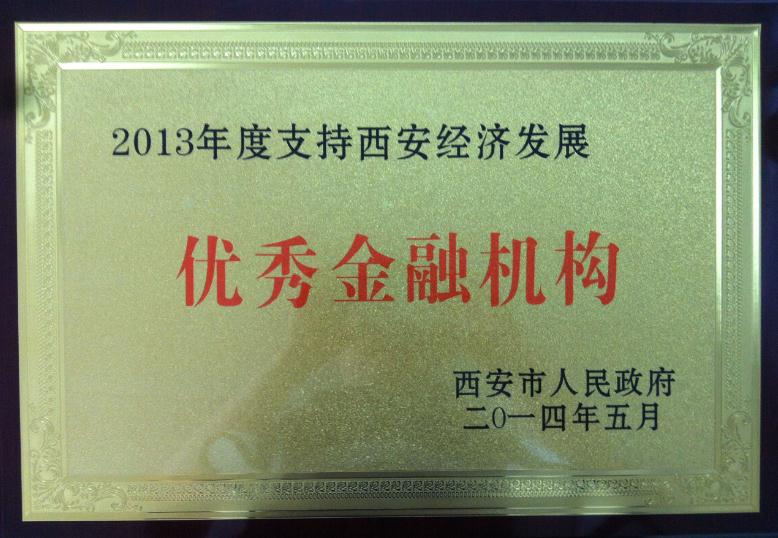 2013年度支持西安经济发展
优秀金融机构
西安市人民政府
二0一四年五月